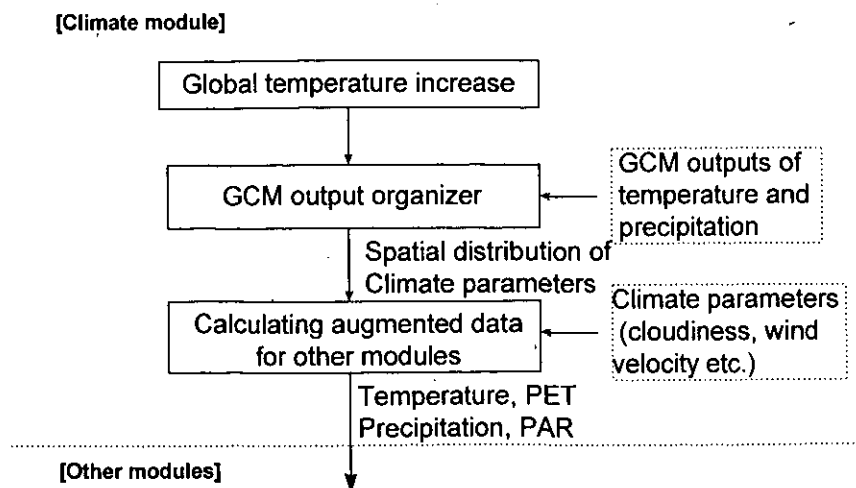 [Climate module]
Global temperature increase
GCM output organizer
GCM outputs of
temperature and
precipitation
Spatial distribution of
Climate parameters
Calculating augmented data
for other modules
Climate parameters
(cloudiness, wind
velocity etc.)
Temperature, PET
Precipitation, PAR
[Other modules]